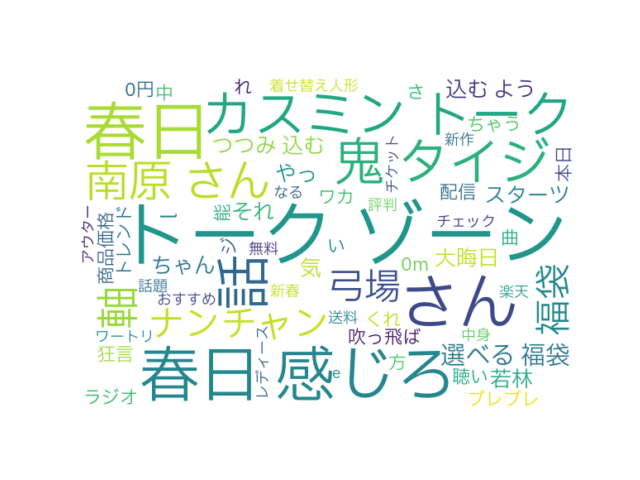 0円 中 れ 着せ替え人形 さ 込む よう
春日 カスミン トーク ちゃう
つつみ 込む 鬼 タイジ 新作 本日
南原 さん やっ なる ワカ チケット 配信 スターツ
アウター 商品価格 トレンド し 能 それ 評判 チェック
トーク ゾーン ジ 無料 い 曲
ちゃん 気 0m 大晦日
話題 おすすめ 話 新春 弓場 さん 楽天 福袋
軸 ナンチャン 送料 くれ
ワートリ レディース 吹っ飛ば 中身
狂言 春日 感じろ e 方 選べる 福袋
聴い 若林
ラジオ ブレブレ